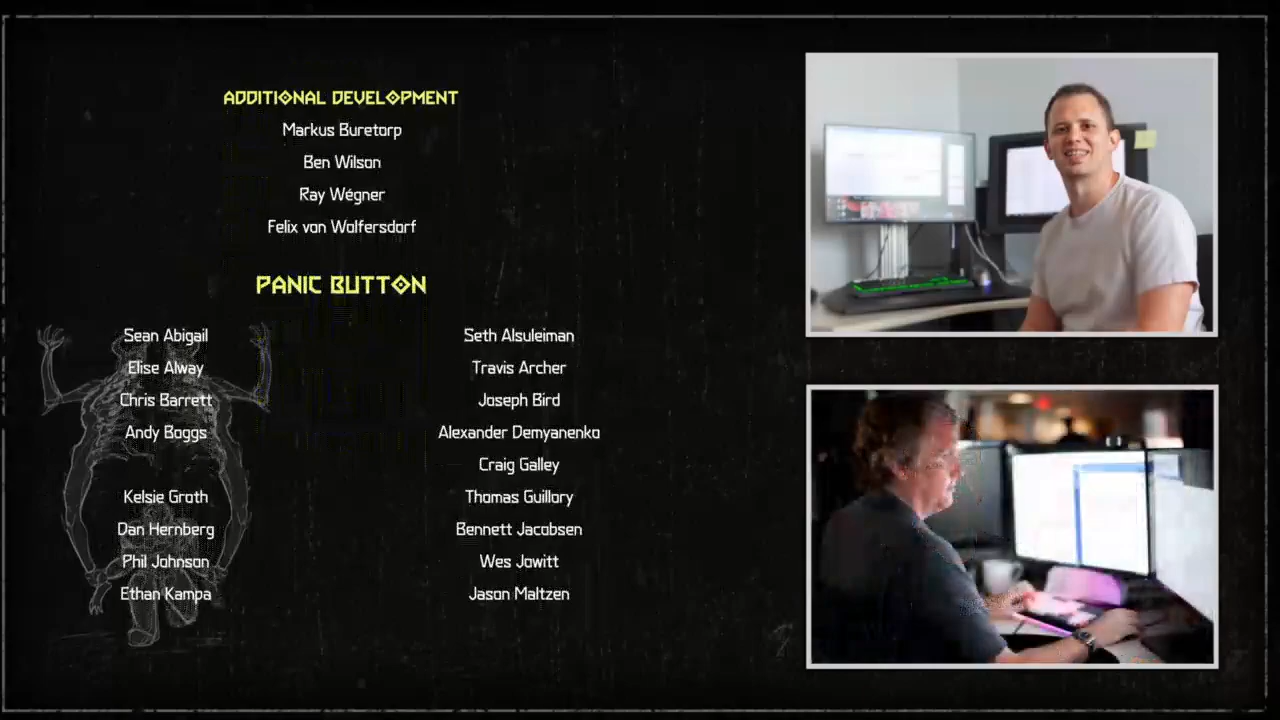 ADDITIONAL DEVELOPMENT
Markus Buretorp
Ben Wilson
Ray Wegner
Felix von Wolfersdorf
PANIC BUTTON
Sean Abigail
Elise Alway
Chris Barrett
Andy Boggs
Kelsie Groth
Dan Hernberg
Phil Johnson
Ethan Kampa
Seth Alsuleiman
Travis Archer
Joseph Bird
Alexander Demyanenko
Craig Galley
Thomas Guillory
Bennett Jacobsen
Wes Jowitt
Jason Maltzen